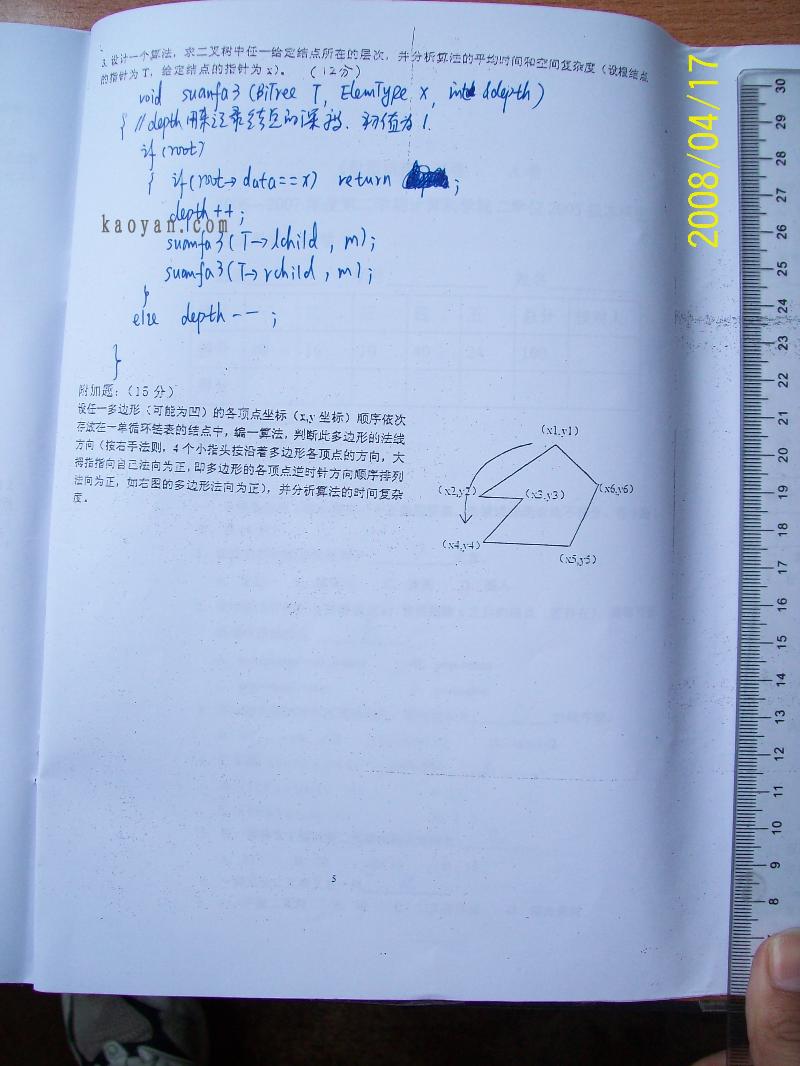 3.设计一个算法，求二叉树中任一给定结点所在的层次，并分析算法的平均时间和空间复杂度（设根结点
的指针为 T，给定结点的指针为 x）。（12分）
void suanfa3 (BiTree T, ElemType x, int &depth)
{ //depth用来记录结点的深度，初值为1.
if(root)
{ if(root→data==x) return ;
depth++;
kaoyan.com
suanfa3(T→lchild, m);
suanfa3(T→rchild, m);
}
else depth--;
}
附加题:（15分）
设任一多边形（可能为凹）的各顶点坐标（x,y 坐标）顺序依次
存放在一单循环链表的结点中，编一算法，判断此多边形的法线
方向（按右手法则，4 个小指头按沿着多边形各顶点的方向，大
拇指指向自己法向为正，即多边形的各顶点逆时针方向顺序排列
法向为正，如右图的多边形法向为正），并分析算法的时间复杂
度。
(x1,y1)
(x2,y2)
(x3,y3)
(x6,y6)
(x4,y4)
(x5,y5)
5
2008/04/17
30
29
28
27
26
25
24
23
22
21
20
19
18
17
16
15
14
13
12
11
10
9
8